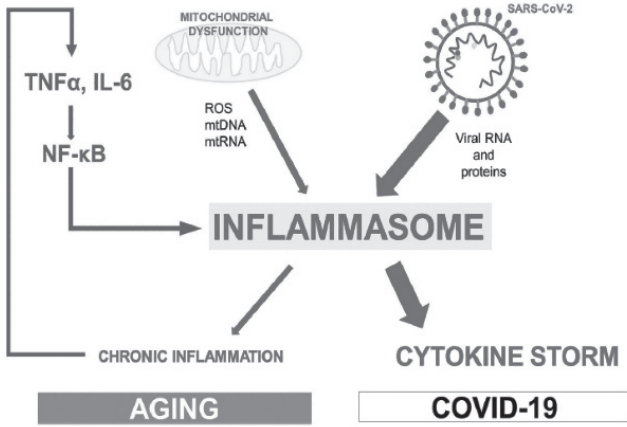 MITOCHONDRIAL
DYSFUNCTION
SARS-CoV-2
TNFα, IL-6
ROS
mtDNA
mtRNA
Viral RNA
and
proteins
NF-κB
INFLAMMASOME
CHRONIC INFLAMMATION
CYTOKINE STORM
AGING
COVID-19